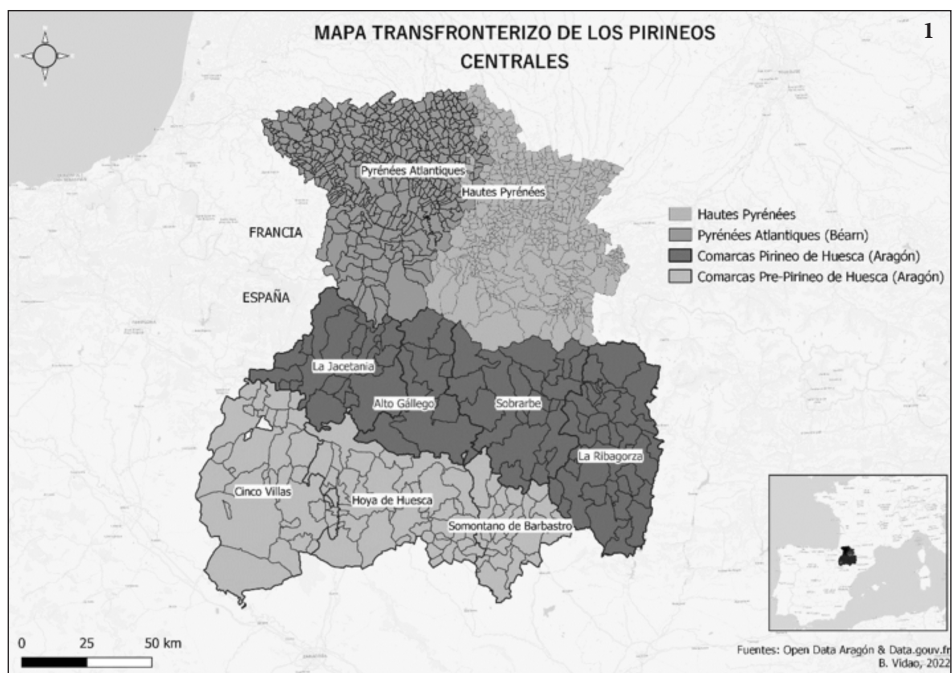 MAPA TRANSFRONTERIZO DE LOS PIRINEOS
CENTRALES
1
Pyrénées Atlantiques
Hautes Pyrénées
FRANCIA
ESPAÑA
Hautes Pyrénées
Pyrénées Atlantiques (Béarn)
Comarcas Pirineo de Huesca (Aragón)
Comarcas Pre-Pirineo de Huesca (Aragón)
La Jacetania
Alto Gállego
Sobrarbe
La Ribagorza
Cinco Villas
Hoya de Huesca
Somontano de Barbastro
0 25 50 km
Fuentes: Open Data Aragón & Data.gouv.fr
B. Vidao, 2022